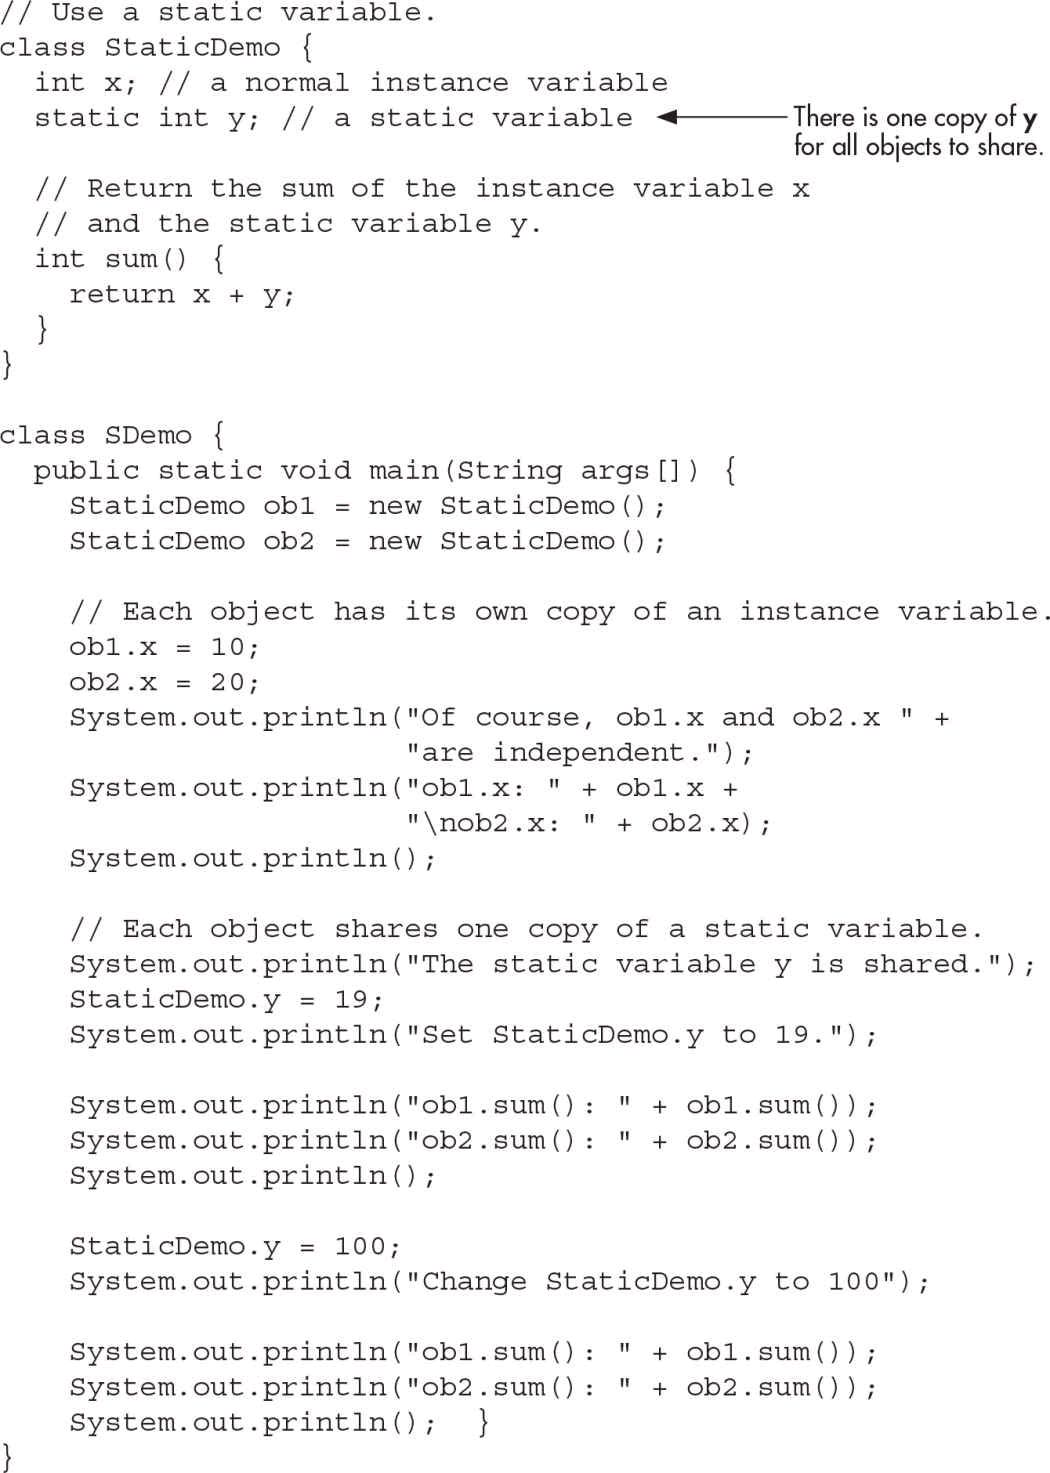 // Use a static variable.
class StaticDemo {
  int x; // a normal instance variable
  static int y; // a static variable
There is one copy of y
for all objects to share.

  // Return the sum of the instance variable x
  // and the static variable y.
  int sum() {
    return x + y;
  }
}

class SDemo {
  public static void main(String args[]) {
    StaticDemo ob1 = new StaticDemo();
    StaticDemo ob2 = new StaticDemo();

    // Each object has its own copy of an instance variable.
    ob1.x = 10;
    ob2.x = 20;
    System.out.println("Of course, ob1.x and ob2.x " +
                       "are independent.");
    System.out.println("ob1.x: " + ob1.x +
                       "\nob2.x: " + ob2.x);
    System.out.println();

    // Each object shares one copy of a static variable.
    System.out.println("The static variable y is shared.");
    StaticDemo.y = 19;
    System.out.println("Set StaticDemo.y to 19.");

    System.out.println("ob1.sum(): " + ob1.sum());
    System.out.println("ob2.sum(): " + ob2.sum());
    System.out.println();

    StaticDemo.y = 100;
    System.out.println("Change StaticDemo.y to 100");

    System.out.println("ob1.sum(): " + ob1.sum());
    System.out.println("ob2.sum(): " + ob2.sum());
    System.out.println();  }
}